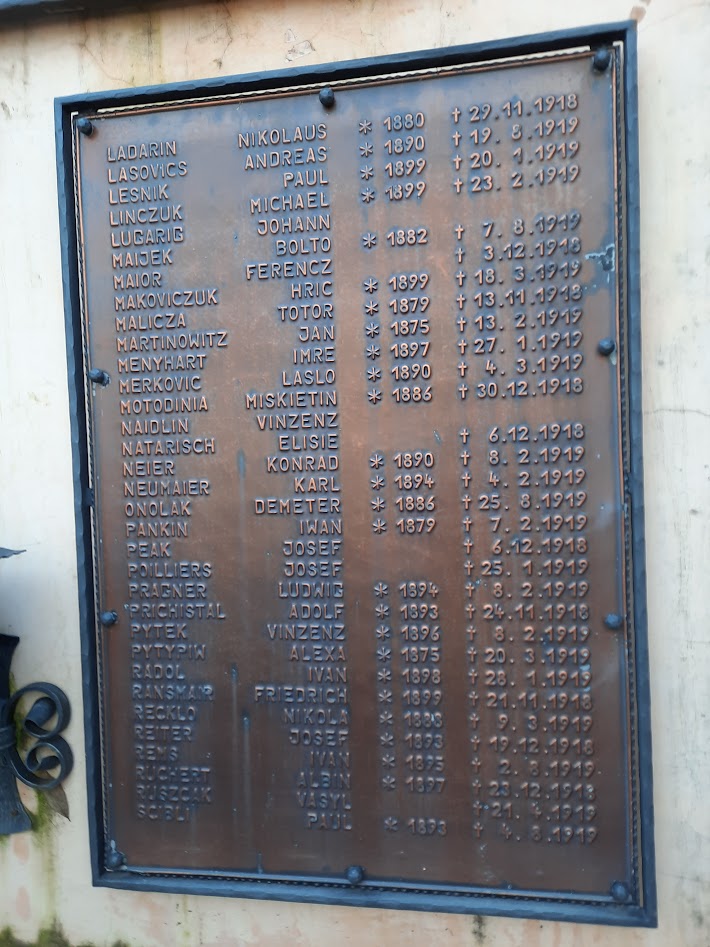 LADARIN NIKOLAUS * 1880 † 29.11.1918
LASOVICS ANDREAS * 1890 † 19. 8.1919
LESNIK PAUL * 1899 † 20. 1.1919
LINCZUK MICHAEL * 1899 † 23. 2.1919
LUGARIG JOHANN
MAIJEK BOLTO * 1882 † 7. 8.1919
MAIOR FERENCZ † 3.12.1918
MAKOVICZUK HRIC * 1899 † 18. 3.1919
MALICZA TOTOR * 1879 † 13.11.1918
MARTINOWITZ JAN * 1875 † 13. 2.1919
MENYHART IMRE * 1897 † 27. 1.1919
MERKOVIC LASLO * 1890 † 4. 3.1919
MOTODINIA MISKIETIN * 1886 † 30.12.1918
NAIDLIN VINZENZ
NATARISCH ELISIE † 6.12.1918
NEIER KONRAD * 1890 † 8. 2.1919
NEUMAIER KARL * 1894 † 4. 2.1919
ONOLAK DEMETER * 1886 † 25. 8.1919
PANKIN IWAN * 1879 † 7. 2.1919
PEAK JOSEF † 6.12.1918
POILLIERS JOSEF † 25. 1.1919
PRAGNER LUDWIG * 1894 † 8. 2.1919
PRICHISTAL ADOLF * 1893 † 24.11.1918
PYTEK VINZENZ * 1896 † 8. 2.1919
PYTYPIW ALEXA * 1875 † 20. 3.1919
RADOL IVAN * 1898 † 28. 1.1919
RANSMAIR FRIEDRICH * 1899 † 21.11.1918
RECKLO NIKOLA * 1888 † 9. 3.1919
REITER JOSEF * 1893 † 19.12.1918
REMS IVAN * 1895 † 2. 8.1919
RUCHERT ALBIN * 1897 † 23.12.1918
RUSZCAK VASYL † 21. 4.1919
SCIBLI PAUL * 1893 † 4. 8.1919